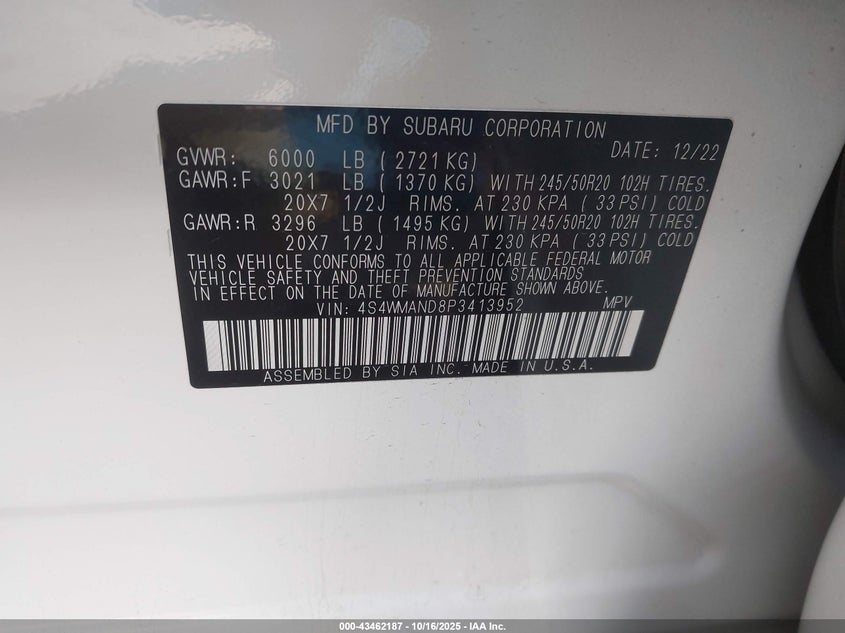 MFD BY SUBARU CORPORATION
DATE: 12/22
GVWR: 6000 LB ( 2721 KG)
GAWR:F 3021 LB ( 1370 KG) WITH 245/50R20 102H TIRES.
20X7 1/2J RIMS. AT 230 KPA ( 33 PSI) COLD
GAWR:R 3296 LB ( 1495 KG) WITH 245/50R20 102H TIRES.
20X7 1/2J RIMS. AT 230 KPA ( 33 PSI) COLD
THIS VEHICLE CONFORMS TO ALL APPLICABLE FEDERAL MOTOR
VEHICLE SAFETY AND THEFT PREVENTION STANDARDS
IN EFFECT ON THE DATE OF MANUFACTURE SHOWN ABOVE.
VIN: 4S4WMAND8P3413952 MPV
ASSEMBLED BY SIA INC. MADE IN U.S.A.
000-43462187 - 10/16/2025 - IAA Inc.